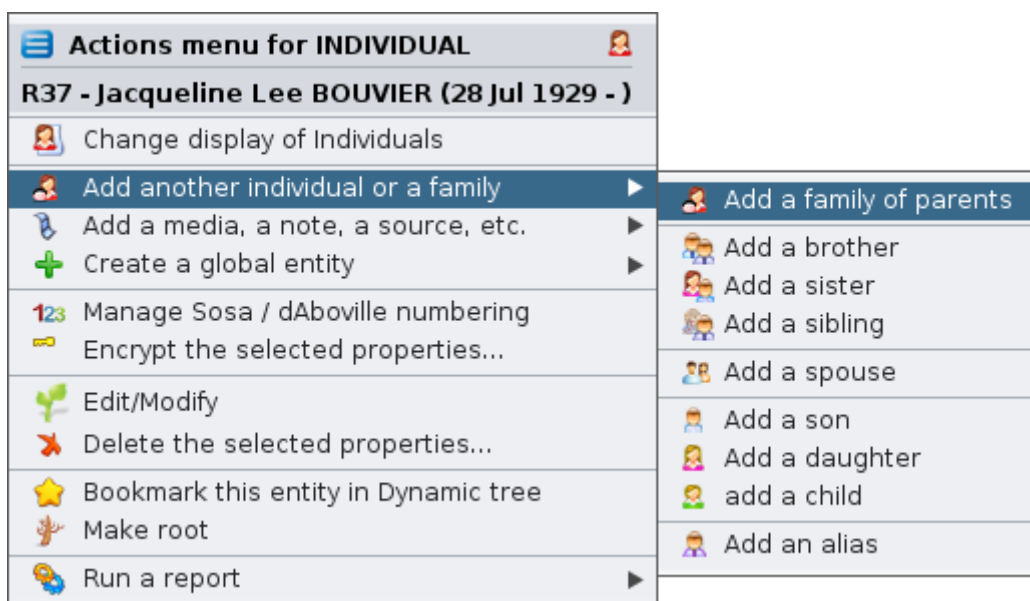 Actions menu for INDIVIDUAL
R37 - Jacqueline Lee BOUVIER (28 Jul 1929 - )
Change display of Individuals
Add another individual or a family
Add a media, a note, a source, etc.
Create a global entity
123 Manage Sosa / dAboville numbering
Encrypt the selected properties...
Edit/Modify
Delete the selected properties...
Bookmark this entity in Dynamic tree
Make root
Run a report
Add a family of parents
Add a brother
Add a sister
Add a sibling
Add a spouse
Add a son
Add a daughter
add a child
Add an alias